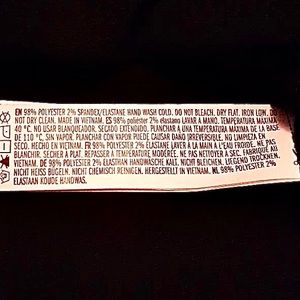 EN 98% POLYESTER 2% SPANDEX/ELASTANE HAND WASH COLD. DO NOT BLEACH. DRY FLAT. IRON LOW. DO
NOT DRY CLEAN. MADE IN VIETNAM. ES 98% poliéster 2% elastano LAVAR A MANO. TEMPERATURA MÁXIMA
40 °C. NO USAR BLANQUEADOR. SECADO EXTENDIDO. PLANCHAR A UNA TEMPERATURA MÁXIMA DE LA BASE
DE 110 °C, SIN VAPOR. PLANCHAR CON VAPOR PUEDE CAUSAR DAÑO IRREVERSIBLE. NO LIMPIEZA EN
SECO. HECHO EN VIETNAM. FR 98% POLYESTER 2% ÉLASTANE LAVER À LA MAIN À L'EAU FROIDE. NE PAS
BLANCHIR. SÉCHER À PLAT. REPASSER À TEMPÉRATURE MODÉRÉE. NE PAS NETTOYER À SEC. FABRIQUÉ AU
VIETNAM. DE 98% POLYESTER 2% ELASTHAN HANDWÄSCHE KALT. NICHT BLEICHEN. LIEGEND TROCKNEN.
NICHT HEISS BÜGELN. NICHT CHEMISCH REINIGEN. HERGESTELLT IN VIETNAM. NL 98% POLYESTER 2%
ELASTAAN KOUDE HANDWAS.